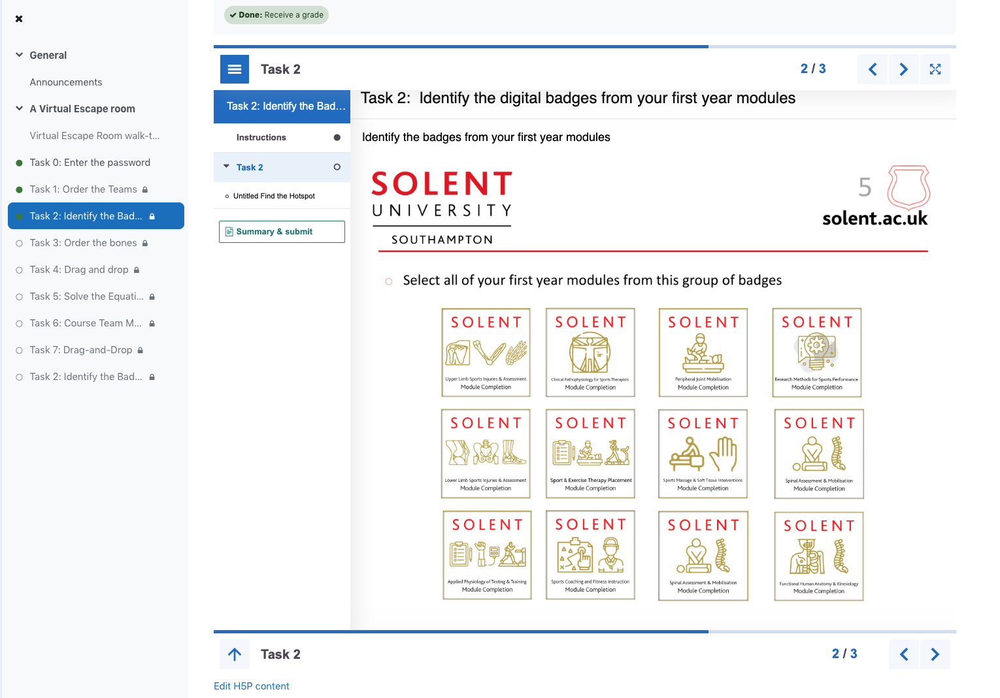 Done: Receive a grade
General
Announcements
A Virtual Escape room
Virtual Escape Room walk-t...
Task 0: Enter the password
Task 1: Order the Teams
Task 2: Identify the Bad...
Task 3: Order the bones
Task 4: Drag and drop
Task 5: Solve the Equati...
Task 6: Course Team M...
Task 7: Drag-and-Drop
Task 2: Identify the Bad...
Task 2
2 / 3
Task 2: Identify the Bad...
Instructions
Task 2
Untitled Find the Hotspot
Summary & submit
Task 2: Identify the digital badges from your first year modules
Identify the badges from your first year modules
SOLENT
UNIVERSITY
SOUTHAMPTON
5
solent.ac.uk
Select all of your first year modules from this group of badges
SOLENT
Upper Limb Sports Injuries & Assessment
Module Completion
SOLENT
Clinical Pathophysiology for Sports Therapists
Module Completion
SOLENT
Peripheral Joint Mobilisation
Module Completion
SOLENT
Research Methods for Sports Performance
Module Completion
SOLENT
Lower Limb Sports Injuries & Assessment
Module Completion
SOLENT
Sport & Exercise Therapy Placement
Module Completion
SOLENT
Sports Massage & Soft Tissue Interventions
Module Completion
SOLENT
Spinal Assessment & Mobilisation
Module Completion
SOLENT
Applied Physiology of Testing & Training
Module Completion
SOLENT
Sports Coaching and Fitness Instruction
Module Completion
SOLENT
Spinal Assessment & Mobilisation
Module Completion
SOLENT
Functional Human Anatomy & Kinesiology
Module Completion
Task 2
2 / 3
Edit H5P content